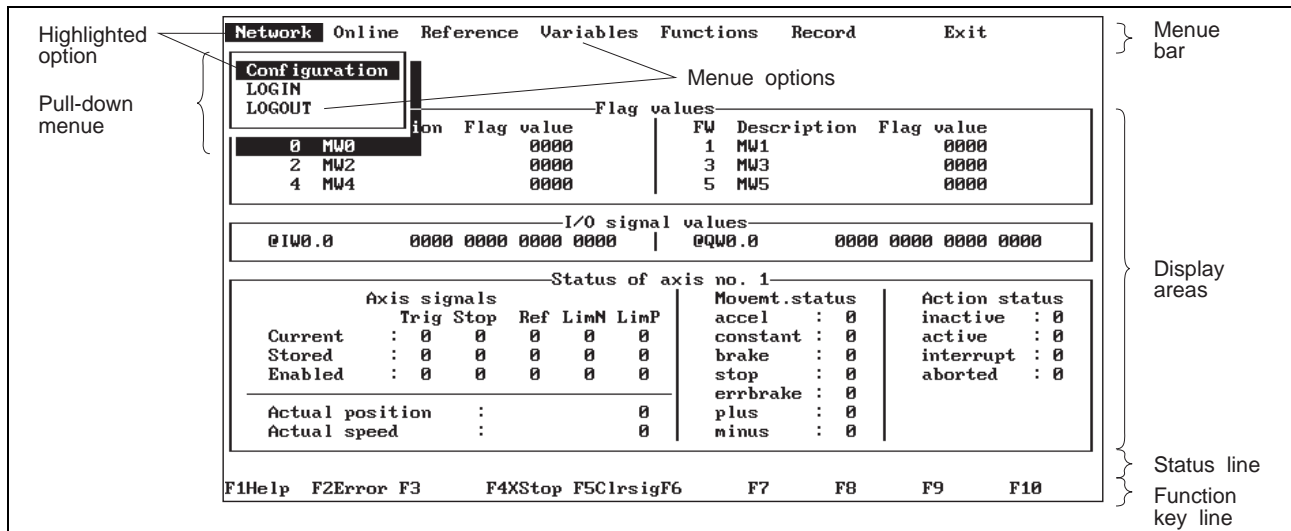 Highlighted option
Network Online Reference Variables Functions Record Exit
Menue bar
Pull-down menue
Configuration
LOGIN
LOGOUT
Menue options
Flag values
ion Flag value FW Description Flag value
0 MW0 0000 1 MW1 0000
2 MW2 0000 3 MW3 0000
4 MW4 0000 5 MW5 0000
I/O signal values
@IW0.0 0000 0000 0000 0000 | @QW0.0 0000 0000 0000 0000
Display areas
Status of axis no. 1
Axis signals Movemt.status Action status
Trig Stop Ref LimN LimP accel : 0 inactive : 0
Current : 0 0 0 0 0 constant : 0 active : 0
Stored : 0 0 0 0 0 brake : 0 interrupt : 0
Enabled : 0 0 0 0 0 stop : 0 aborted : 0
errbrake : 0
Actual position : 0 plus : 0
Actual speed : 0 minus : 0
Status line
F1Help F2Error F3 F4XStop F5ClrsigF6 F7 F8 F9 F10
Function key line